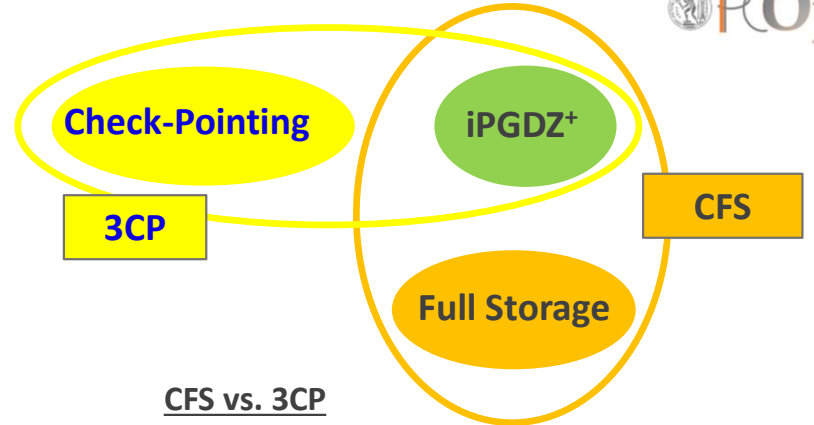 Check-Pointing
iPGDZ⁺
3CP
CFS
Full Storage
CFS vs. 3CP